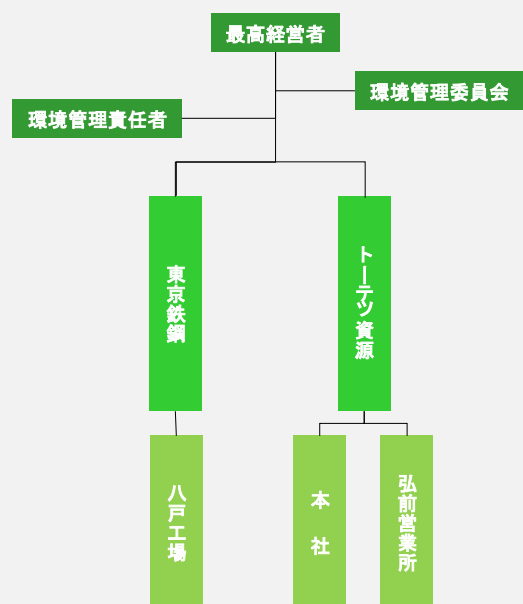 最高経営者
環境管理委員会
環境管理責任者
東京鉄鋼
トーテツ資源
八戸工場
本社
弘前営業所